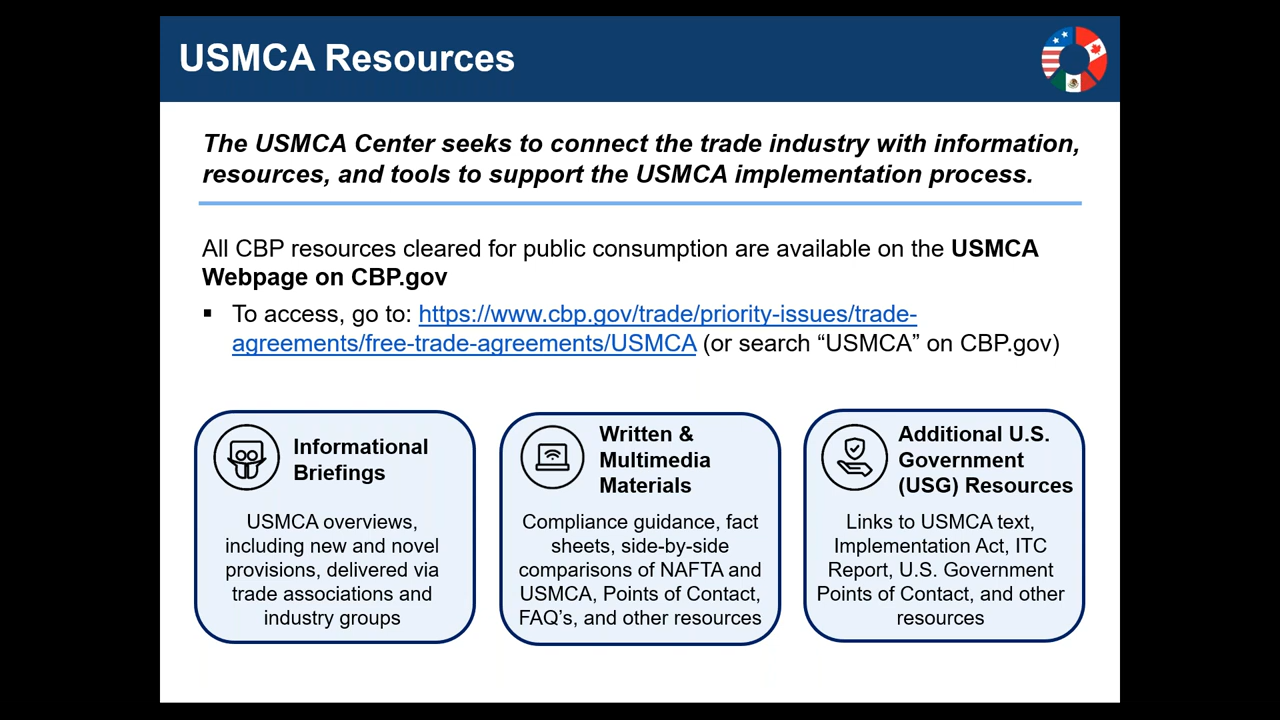 USMCA Resources
The USMCA Center seeks to connect the trade industry with information,
resources, and tools to support the USMCA implementation process.
All CBP resources cleared for public consumption are available on the USMCA
Webpage on CBP.gov
▪ To access, go to: https://www.cbp.gov/trade/priority-issues/trade-
agreements/free-trade-agreements/USMCA (or search “USMCA” on CBP.gov)
Informational
Briefings
USMCA overviews,
including new and novel
provisions, delivered via
trade associations and
industry groups
Written &
Multimedia
Materials
Compliance guidance, fact
sheets, side-by-side
comparisons of NAFTA and
USMCA, Points of Contact,
FAQ’s, and other resources
Additional U.S.
Government
(USG) Resources
Links to USMCA text,
Implementation Act, ITC
Report, U.S. Government
Points of Contact, and other
resources